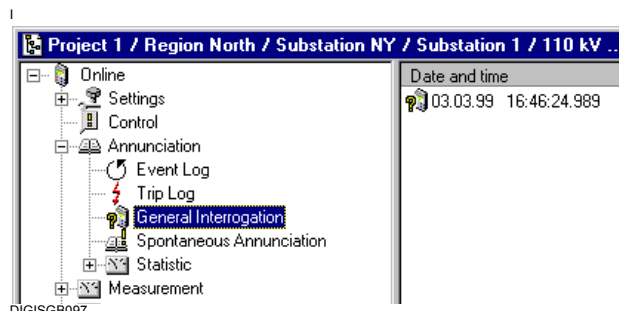 Project 1 / Region North / Substation NY / Substation 1 / 110 kV ...
Online
Settings
Control
Annunciation
Event Log
Trip Log
General Interrogation
Spontaneous Annunciation
Statistic
Measurement
Date and time
03.03.99 16:46:24.989